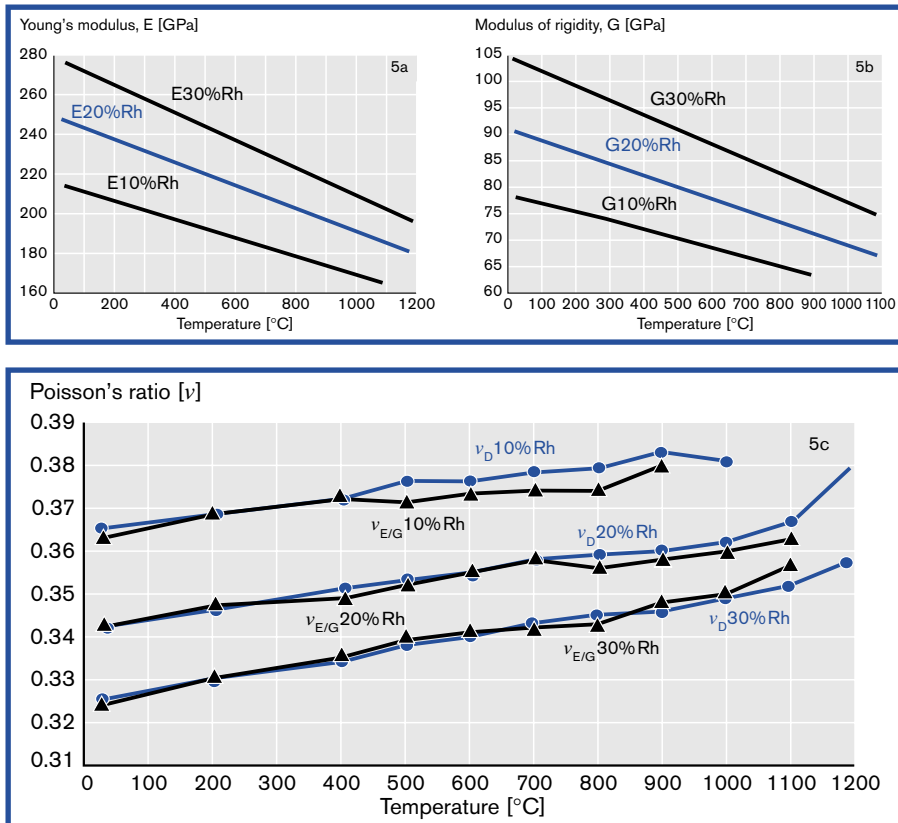 Young's modulus, E [GPa]
280
260
240
220
200
180
160
0 200 400 600 800 1000 1200
Temperature [°C]
5a
E30%Rh
E20%Rh
E10%Rh
Modulus of rigidity, G [GPa]
105
100
95
90
85
80
75
70
65
60
0 100 200 300 400 500 600 700 800 900 1000 1100
Temperature [°C]
5b
G30%Rh
G20%Rh
G10%Rh
Poisson's ratio [ν]
0.39
0.38
0.37
0.36
0.35
0.34
0.33
0.32
0.31
0 100 200 300 400 500 600 700 800 900 1000 1100 1200
Temperature [°C]
5c
νD10%Rh
νE/G10%Rh
νD20%Rh
νE/G20%Rh
νD30%Rh
νE/G30%Rh